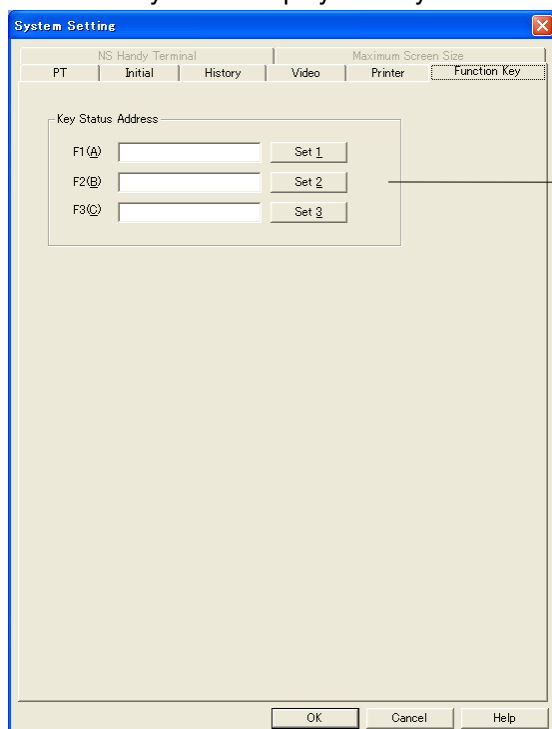 System Setting
NS Handy Terminal Maximum Screen Size
PT Initial History Video Printer Function Key
Key Status Address
F1(A) Set 1
F2(B) Set 2
F3(C) Set 3
OK Cancel Help